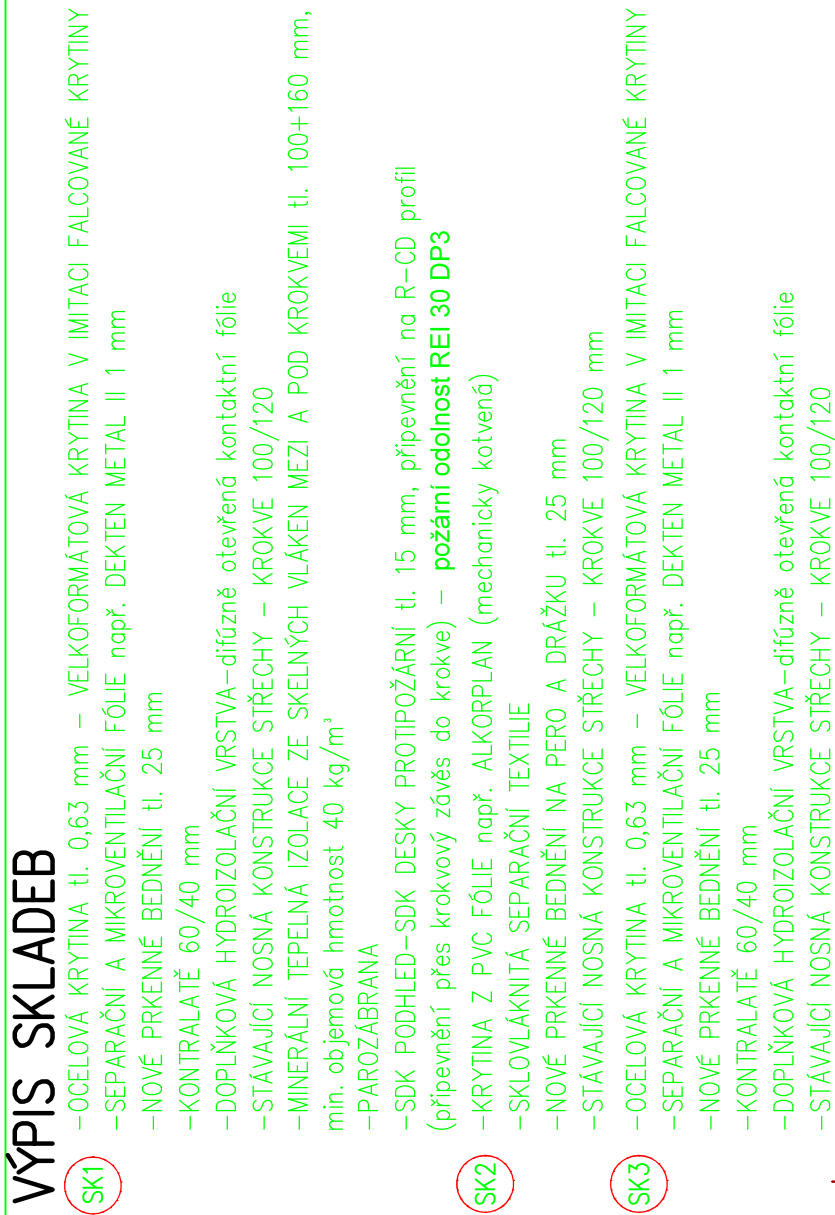 VÝPIS SKLADEB
SK1
-OCELOVÁ KRYTINA tl. 0,63 mm – VELKOFORMÁTOVÁ KRYTINA V IMITACI FALCOVANÉ KRYTINY
-SEPARAČNÍ A MIKROVENTILAČNÍ FÓLIE např. DEKTEN METAL II 1 mm
-NOVÉ PRKENNÉ BEDNĚNÍ tl. 25 mm
-KONTRALATĚ 60/40 mm
-DOPLŇKOVÁ HYDROIZOLAČNÍ VRSTVA-difúzně otevřená kontaktní fólie
-STÁVAJÍCÍ NOSNÁ KONSTRUKCE STŘECHY – KROKVE 100/120
-MINERÁLNÍ TEPELNÁ IZOLACE ZE SKELNÝCH VLÁKEN MEZI A POD KROKVEMI tl. 100+160 mm,
min. objemová hmotnost 40 kg/m³
-PAROZÁBRANA
-SDK PODHLED-SDK DESKY PROTIPOŽÁRNÍ tl. 15 mm, připevnění na R-CD profil
(připevnění přes krokvový závěs do krokve) – požární odolnost REI 30 DP3
SK2
-KRYTINA Z PVC FÓLIE např. ALKORPLAN (mechanicky kotvená)
-SKLOVLÁKNITÁ SEPARAČNÍ TEXTILIE
-NOVÉ PRKENNÉ BEDNĚNÍ NA PERO A DRÁŽKU tl. 25 mm
-STÁVAJÍCÍ NOSNÁ KONSTRUKCE STŘECHY – KROKVE 100/120 mm
SK3
-OCELOVÁ KRYTINA tl. 0,63 mm – VELKOFORMÁTOVÁ KRYTINA V IMITACI FALCOVANÉ KRYTINY
-SEPARAČNÍ A MIKROVENTILAČNÍ FÓLIE např. DEKTEN METAL II 1 mm
-NOVÉ PRKENNÉ BEDNĚNÍ tl. 25 mm
-KONTRALATĚ 60/40 mm
-DOPLŇKOVÁ HYDROIZOLAČNÍ VRSTVA-difúzně otevřená kontaktní fólie
-STÁVAJÍCÍ NOSNÁ KONSTRUKCE STŘECHY – KROKVE 100/120